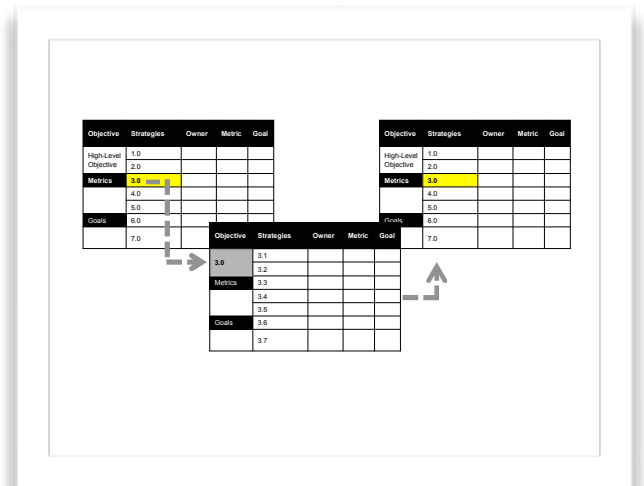 Objective Strategies Owner Metric Goal
High-Level Objective 1.0
2.0
Metrics 3.0
4.0
5.0
Goals 6.0
7.0
Objective Strategies Owner Metric Goal
3.0 3.1
3.2
Metrics 3.3
3.4
3.5
Goals 3.6
3.7
Objective Strategies Owner Metric Goal
High-Level Objective 1.0
2.0
Metrics 3.0
4.0
5.0
Goals 6.0
7.0